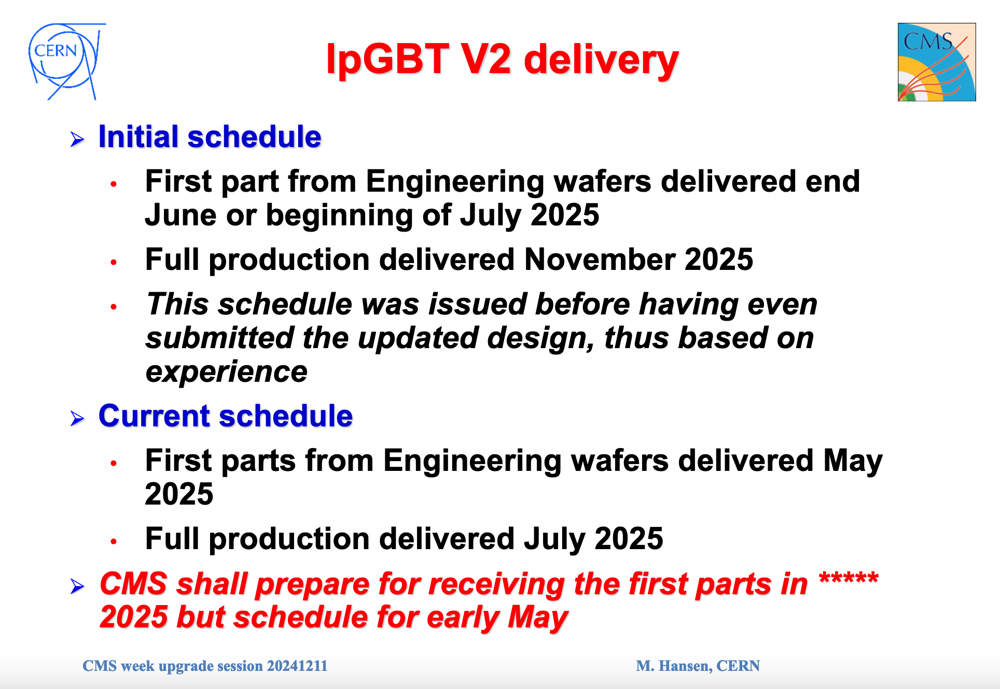 CERN
CMS
lpGBT V2 delivery
Initial schedule
First part from Engineering wafers delivered end
June or beginning of July 2025
Full production delivered November 2025
This schedule was issued before having even
submitted the updated design, thus based on
experience
Current schedule
First parts from Engineering wafers delivered May
2025
Full production delivered July 2025
CMS shall prepare for receiving the first parts in *****
2025 but schedule for early May
CMS week upgrade session 20241211
M. Hansen, CERN